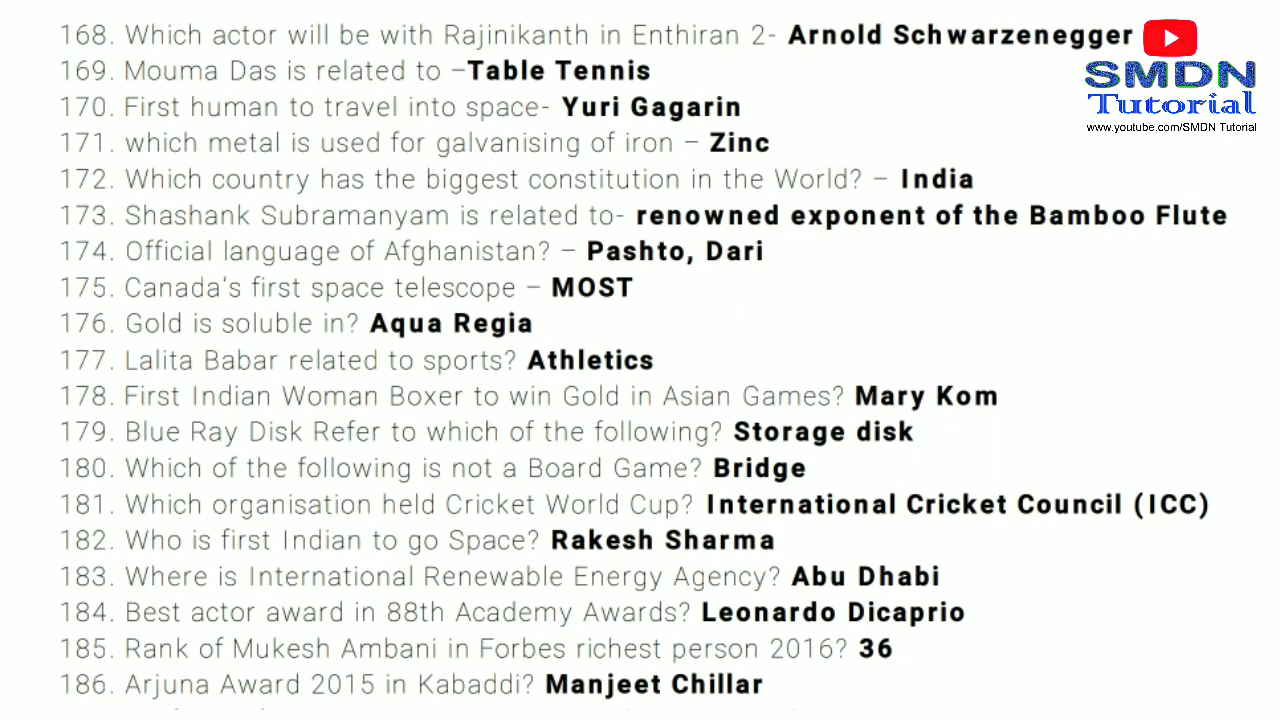 168. Which actor will be with Rajinikanth in Enthiran 2- Arnold Schwarzenegger
SMDN
Tutorial
www.youtube.com/SMDN Tutorial
169. Mouma Das is related to –Table Tennis
170. First human to travel into space- Yuri Gagarin
171. which metal is used for galvanising of iron – Zinc
172. Which country has the biggest constitution in the World? – India
173. Shashank Subramanyam is related to- renowned exponent of the Bamboo Flute
174. Official language of Afghanistan? – Pashto, Dari
175. Canada's first space telescope – MOST
176. Gold is soluble in? Aqua Regia
177. Lalita Babar related to sports? Athletics
178. First Indian Woman Boxer to win Gold in Asian Games? Mary Kom
179. Blue Ray Disk Refer to which of the following? Storage disk
180. Which of the following is not a Board Game? Bridge
181. Which organisation held Cricket World Cup? International Cricket Council (ICC)
182. Who is first Indian to go Space? Rakesh Sharma
183. Where is International Renewable Energy Agency? Abu Dhabi
184. Best actor award in 88th Academy Awards? Leonardo Dicaprio
185. Rank of Mukesh Ambani in Forbes richest person 2016? 36
186. Arjuna Award 2015 in Kabaddi? Manjeet Chillar